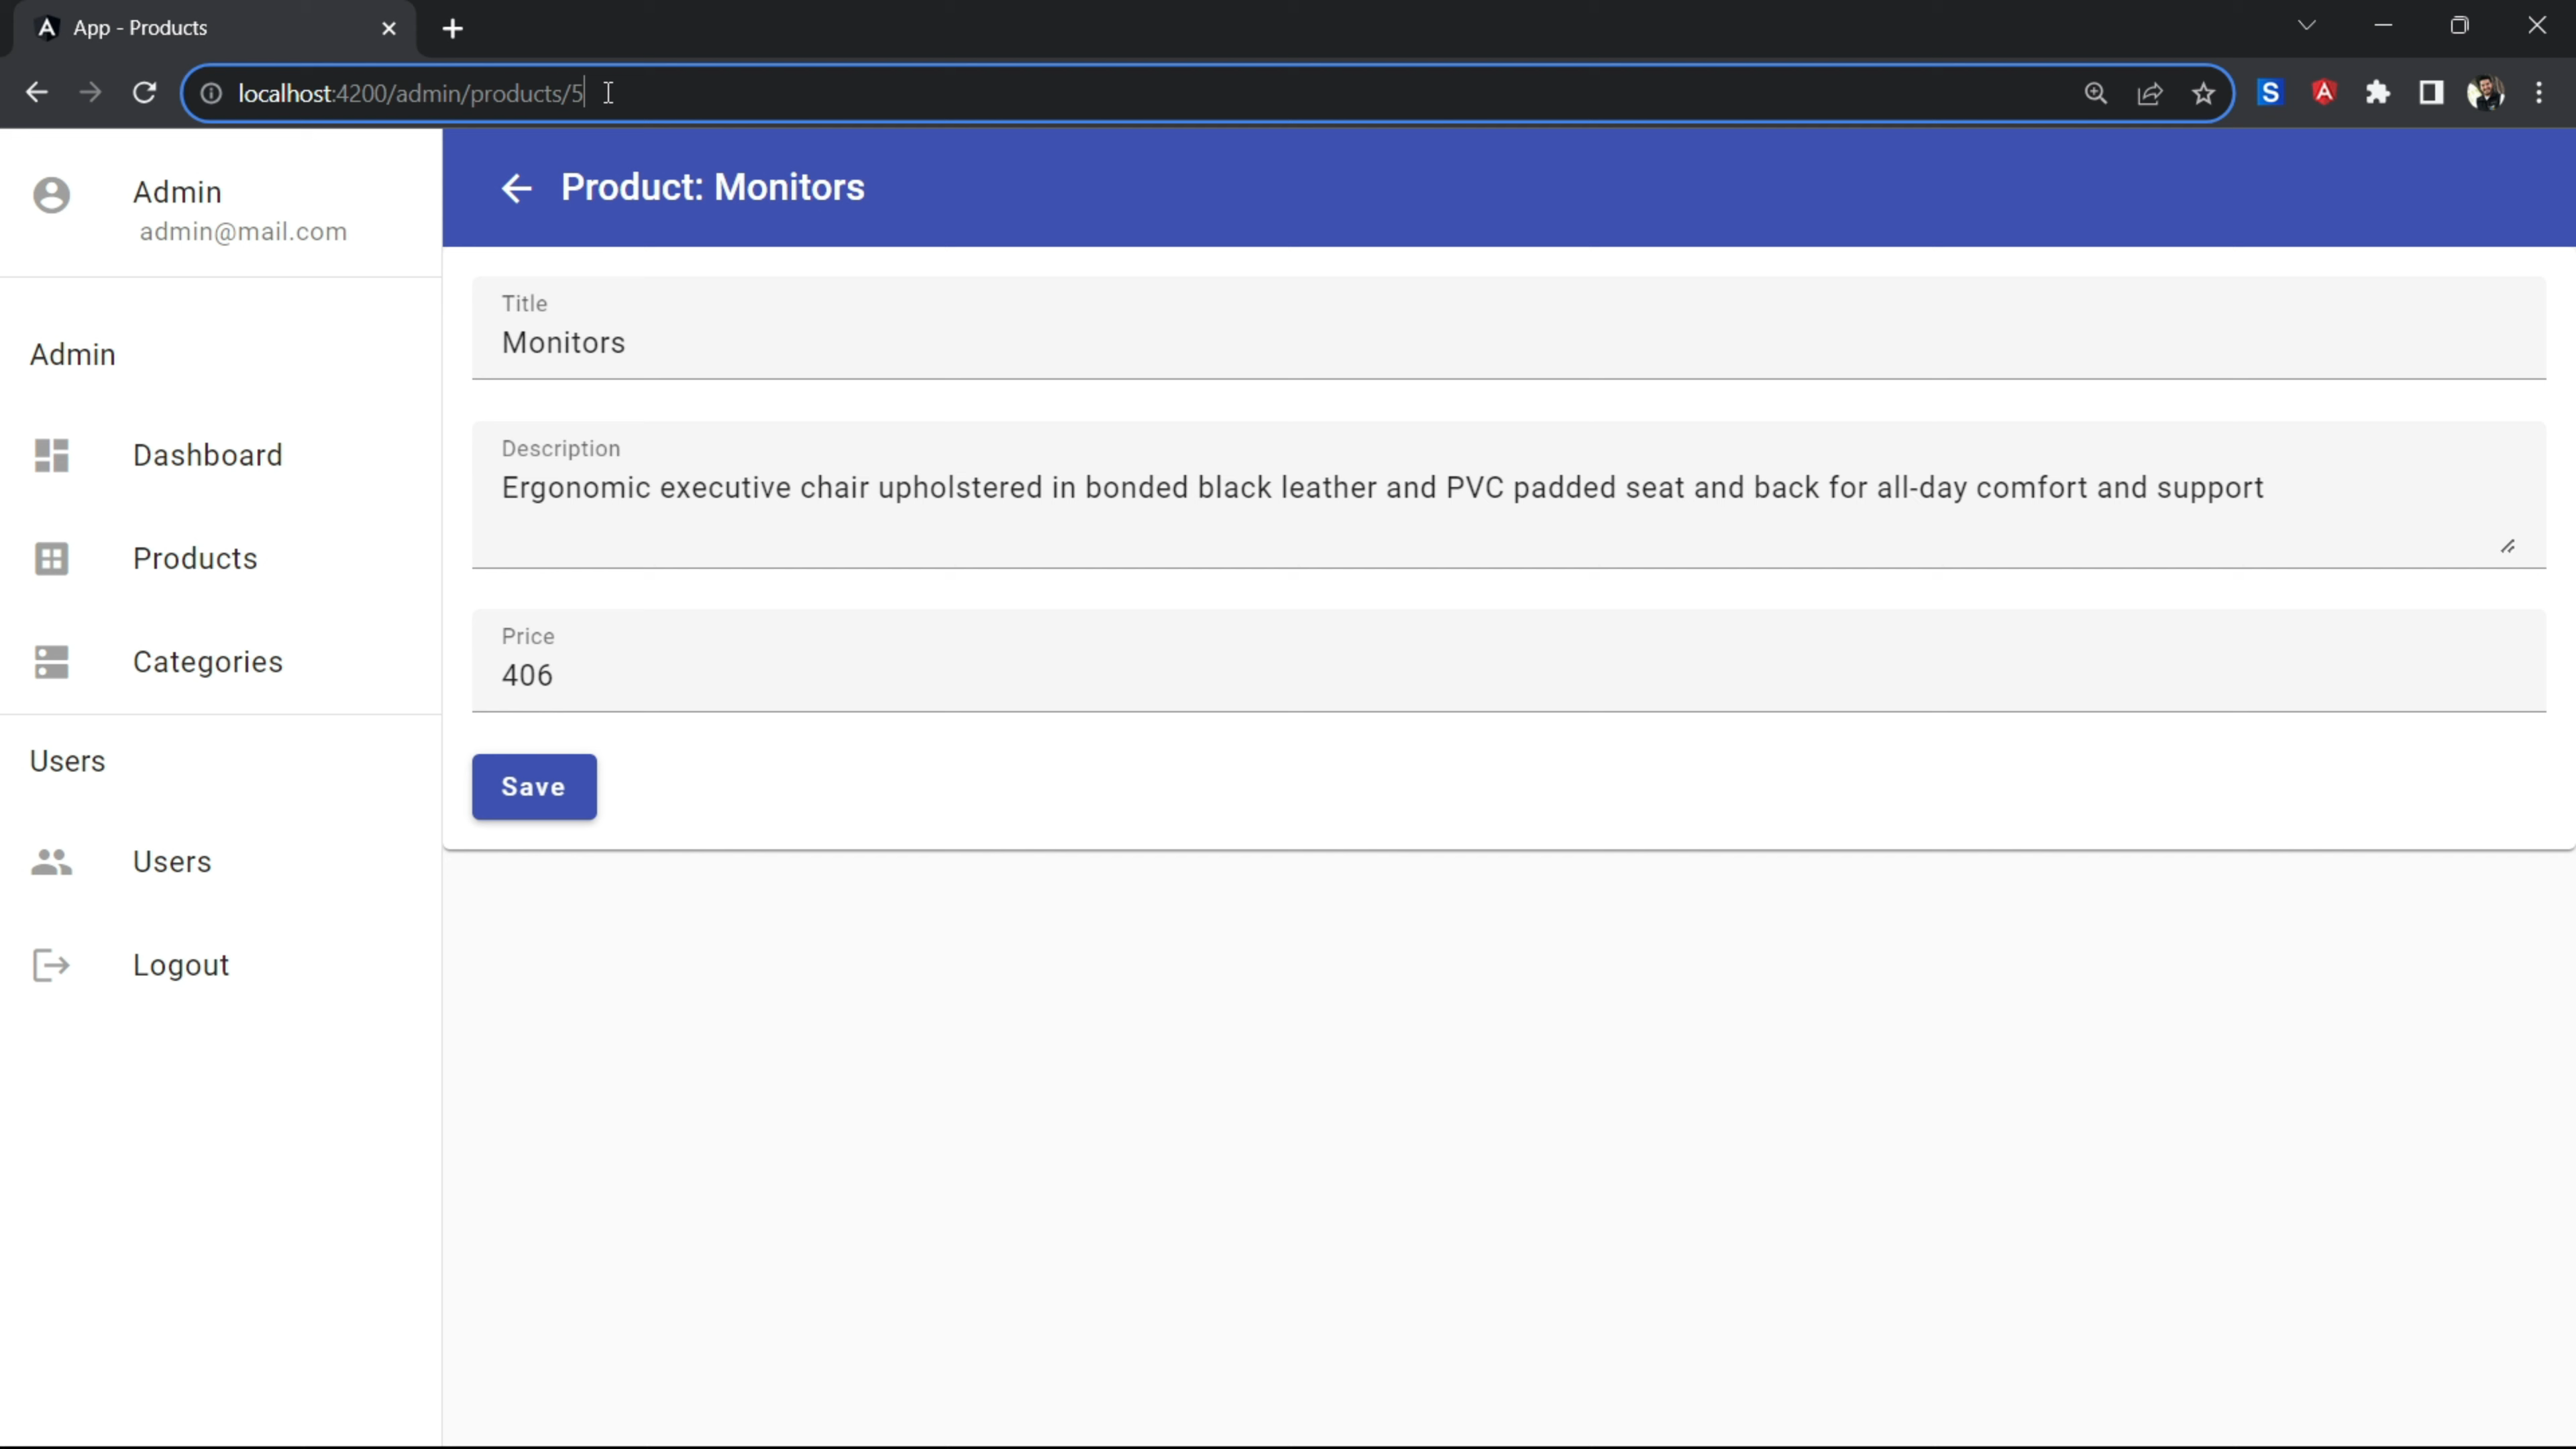 App - Products
localhost:4200/admin/products/5
Admin
admin@mail.com
Admin
Dashboard
Products
Categories
Users
Users
Logout
Product: Monitors
Title
Monitors
Description
Ergonomic executive chair upholstered in bonded black leather and PVC padded seat and back for all-day comfort and support
Price
406
Save